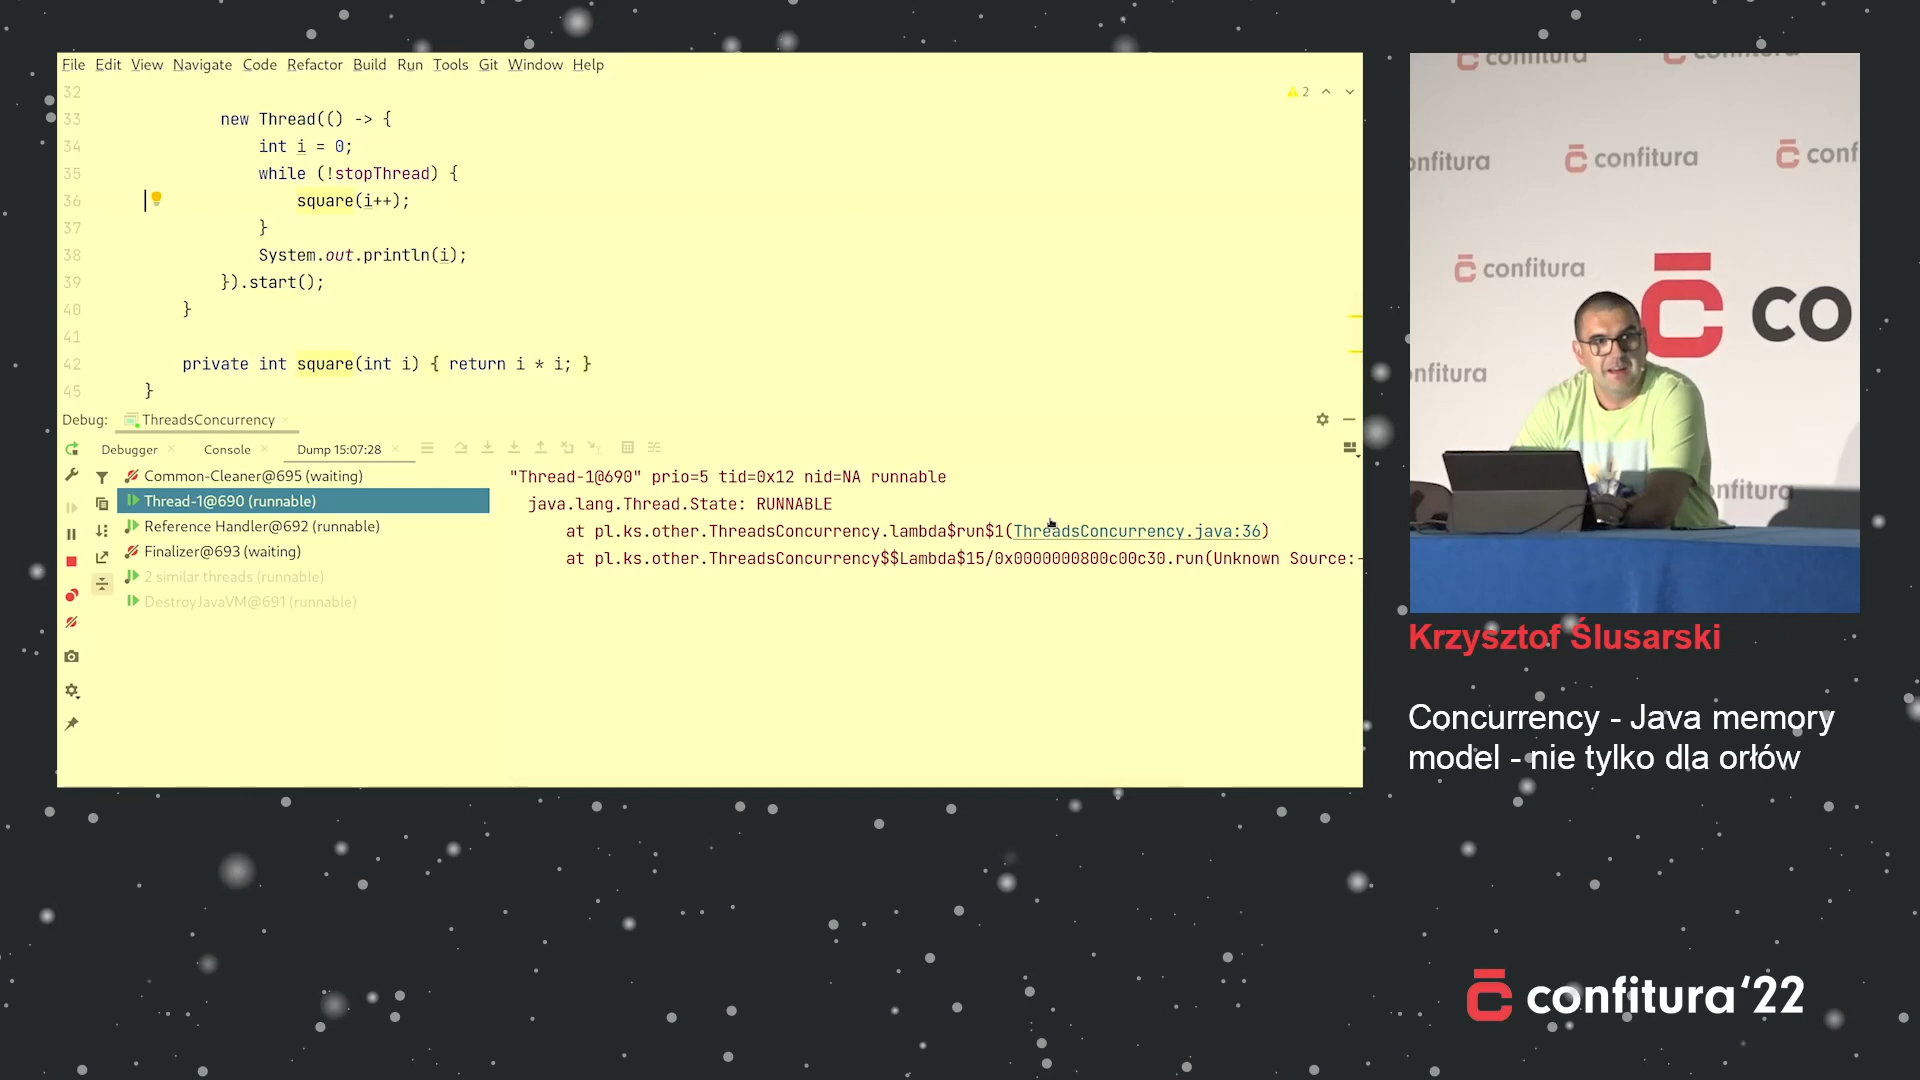 File Edit View Navigate Code Refactor Build Run Tools Git Window Help
32
2
33 new Thread(() -> {
34 int i = 0;
35 while (!stopThread) {
36 square(i++);
37 }
38 System.out.println(i);
39 }).start();
40 }
41
42 private int square(int i) { return i * i; }
45 }
Debug: ThreadsConcurrency
Debugger Console Dump 15:07:28
Common-Cleaner@695 (waiting)
Thread-1@690 (runnable)
Reference Handler@692 (runnable)
Finalizer@693 (waiting)
2 similar threads (runnable)
DestroyJavaVM@691 (runnable)
"Thread-1@690" prio=5 tid=0x12 nid=NA runnable
java.lang.Thread.State: RUNNABLE
at pl.ks.other.ThreadsConcurrency.lambda$run$1(ThreadsConcurrency.java:36)
at pl.ks.other.ThreadsConcurrency$$Lambda$15/0x0000000800c00c30.run(Unknown Source:-
confitura
confitura
nfitura
confitura
conf
confitura
co
nfitura
nfitura
Krzysztof Ślusarski
Concurrency - Java memory
model - nie tylko dla orłów
confitura '22